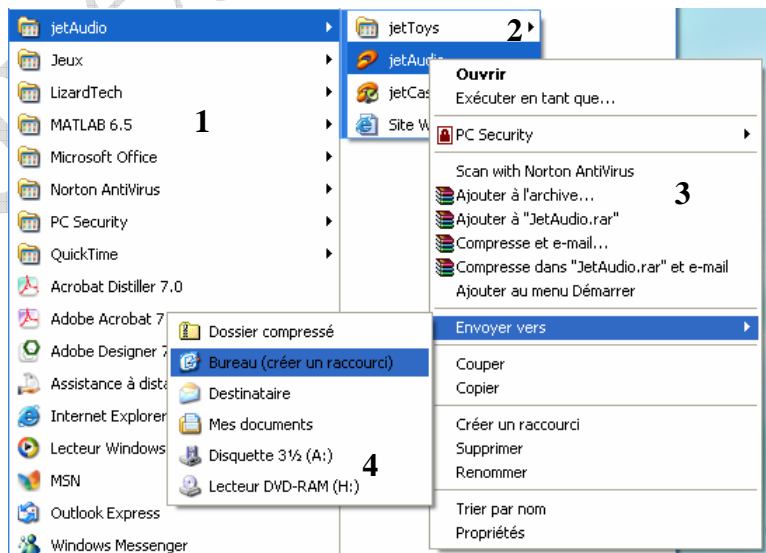 jetAudio
Jeux
LizardTech
MATLAB 6.5
1
Microsoft Office
Norton AntiVirus
PC Security
QuickTime
Acrobat Distiller 7.0
Adobe Acrobat 7
Adobe Designer 7
Assistance à dist
Internet Explorer
Lecteur Windows
MSN
Outlook Express
Windows Messenger
jetToys
2
jetAudio
jetCas
Site W
Ouvrir
Exécuter en tant que...
PC Security
Scan with Norton AntiVirus
3
Ajouter à l'archive...
Ajouter à "JetAudio.rar"
Compresse et e-mail...
Compresse dans "JetAudio.rar" et e-mail
Ajouter au menu Démarrer
Envoyer vers
Couper
Copier
Créer un raccourci
Supprimer
Renommer
Trier par nom
Propriétés
Dossier compressé
Bureau (créer un raccourci)
Destinataire
Mes documents
Disquette 3½ (A:)
4
Lecteur DVD-RAM (H:)